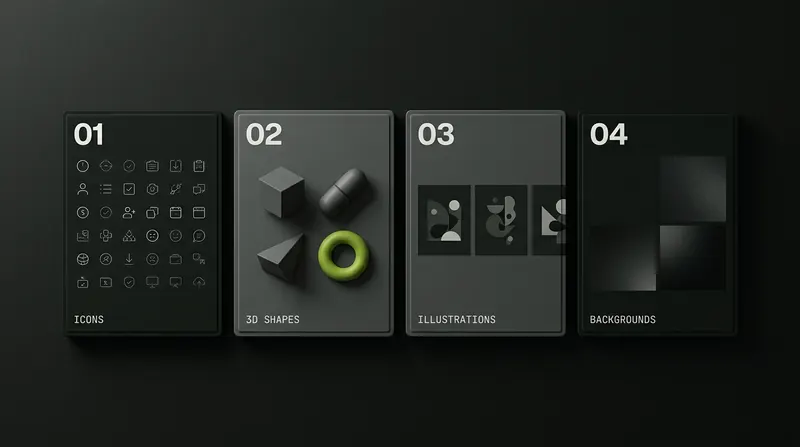 01
02
03
04
ICONS
3D SHAPES
ILLUSTRATIONS
BACKGROUNDS